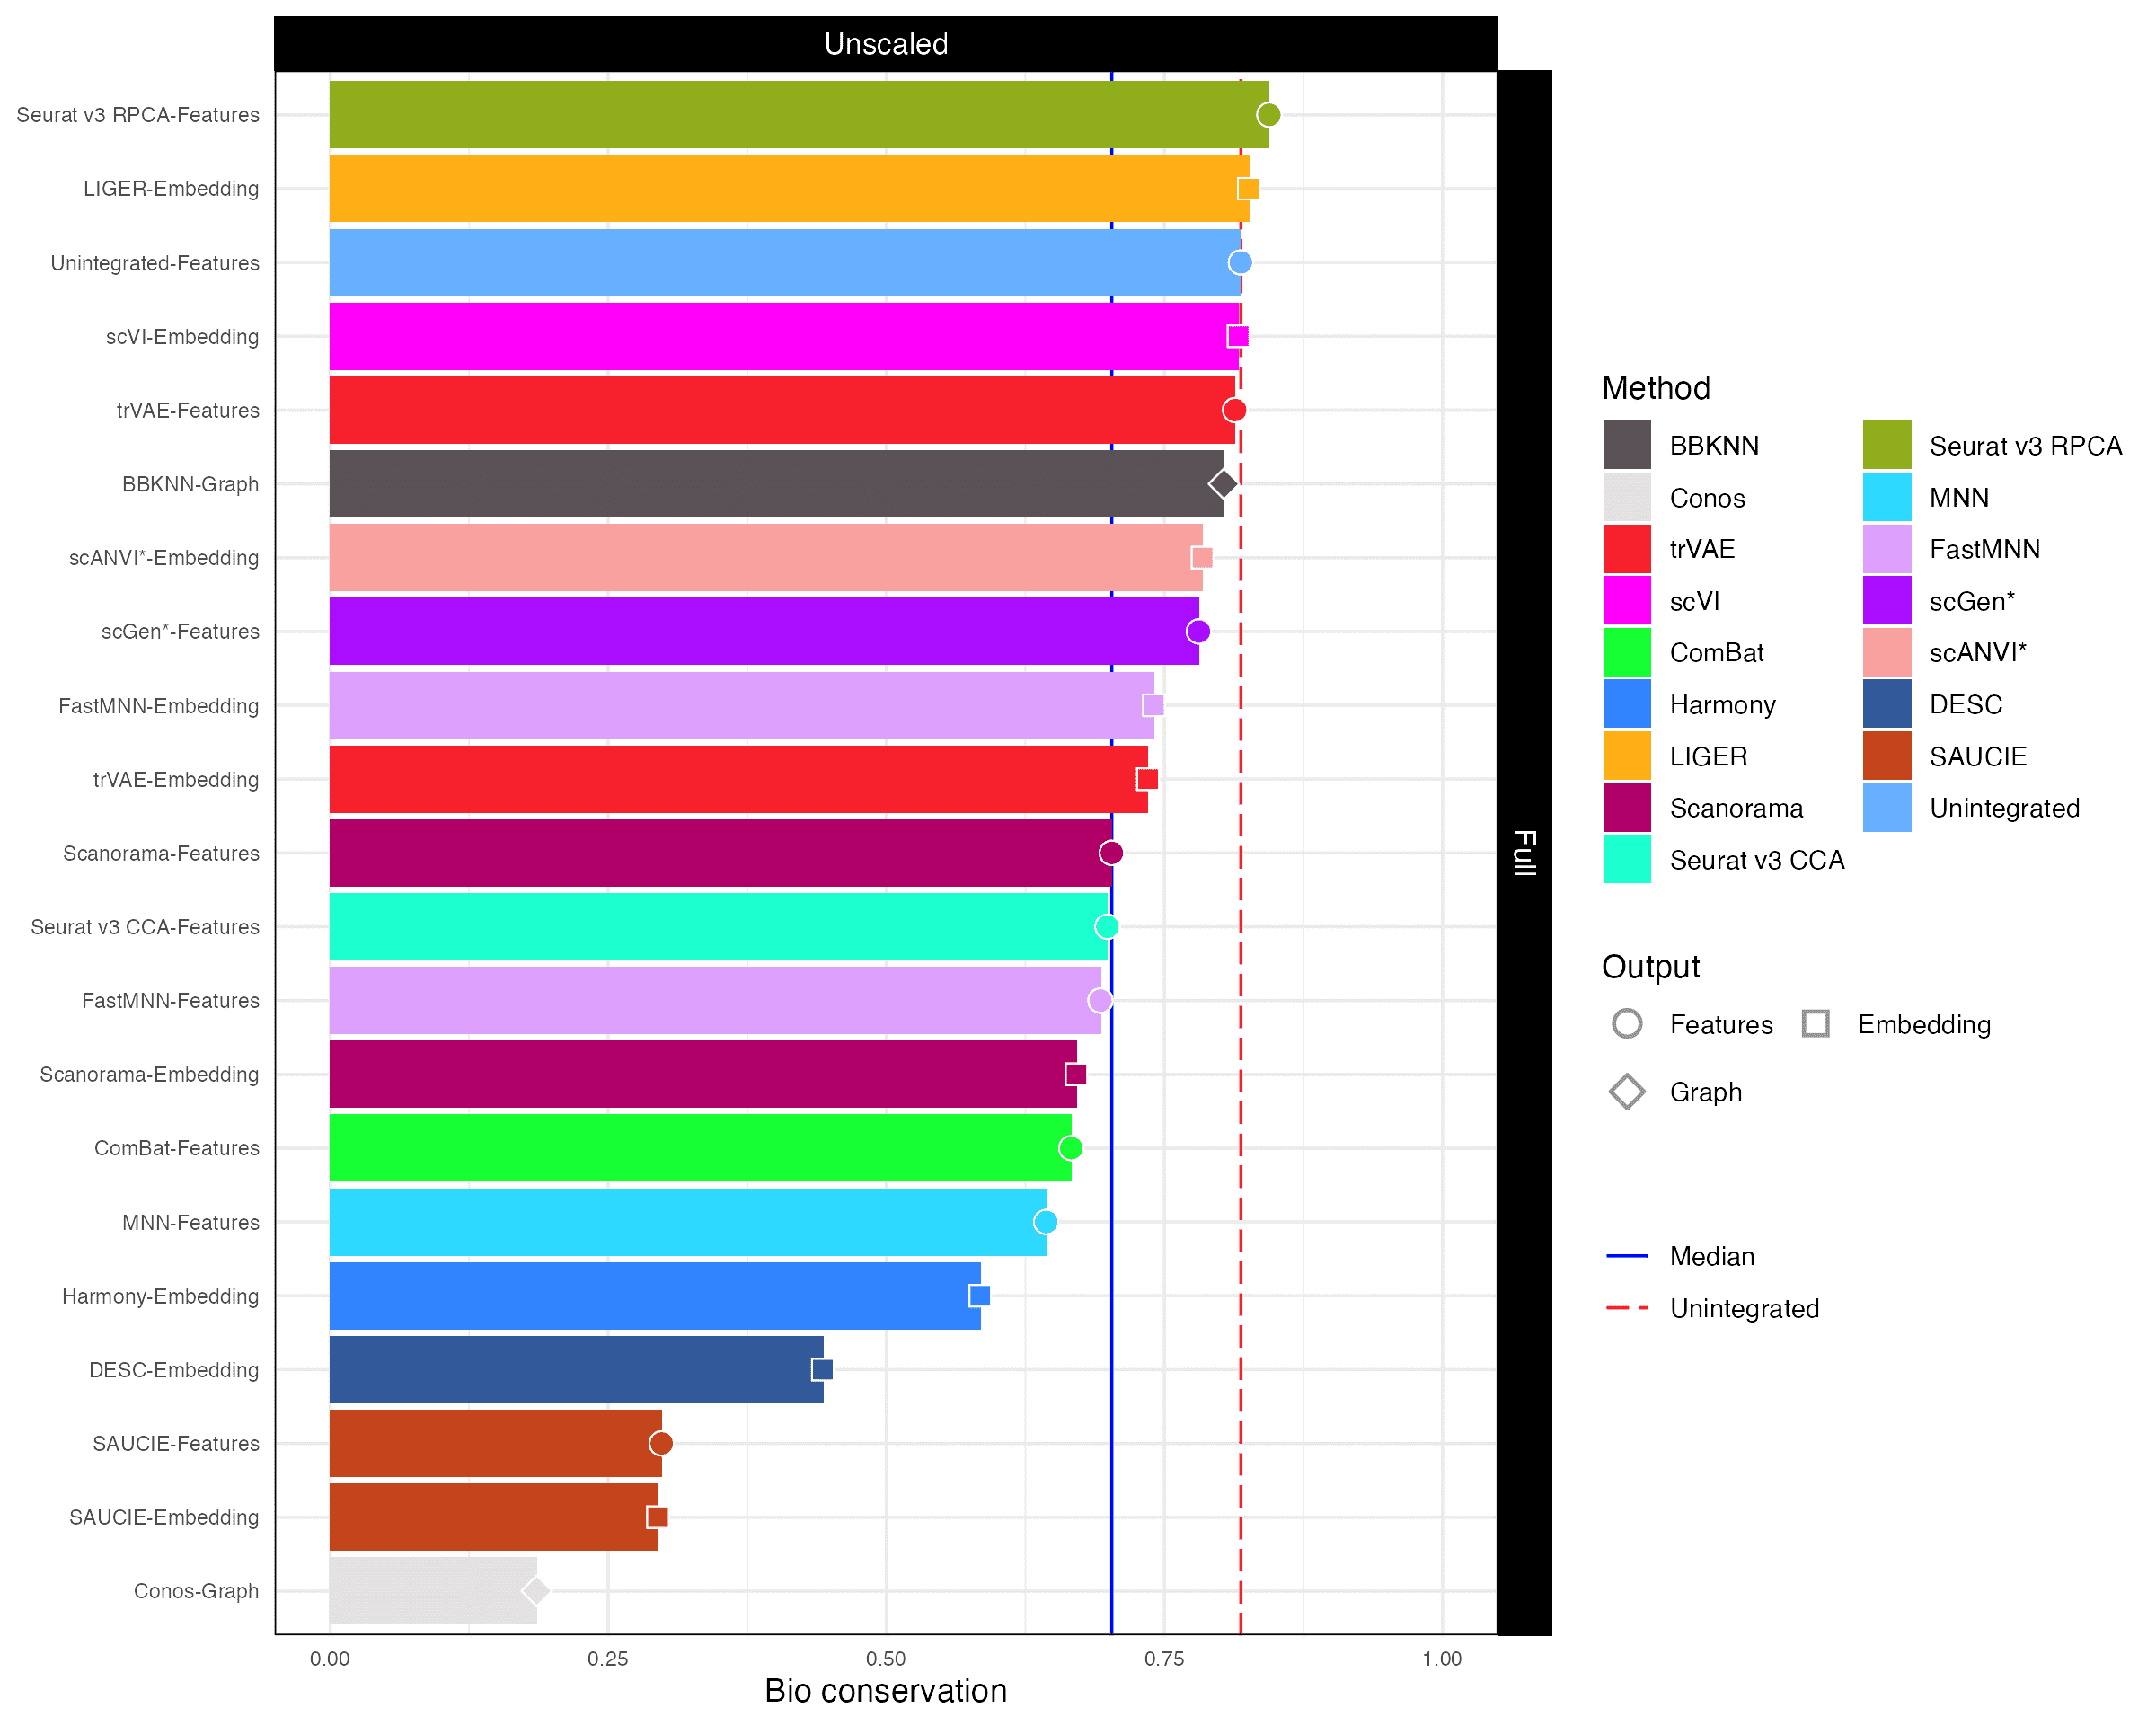 Unscaled
Seurat v3 RPCA-Features
LIGER-Embedding
Unintegrated-Features
scVI-Embedding
trVAE-Features
BBKNN-Graph
scANVI*-Embedding
scGen*-Features
FastMNN-Embedding
trVAE-Embedding
Scanorama-Features
Seurat v3 CCA-Features
FastMNN-Features
Scanorama-Embedding
ComBat-Features
MNN-Features
Harmony-Embedding
DESC-Embedding
SAUCIE-Features
SAUCIE-Embedding
Conos-Graph
0.00 0.25 0.50 0.75 1.00
Bio conservation
Full
Method
BBKNN Seurat v3 RPCA
Conos MNN
trVAE FastMNN
scVI scGen*
ComBat scANVI*
Harmony DESC
LIGER SAUCIE
Scanorama Unintegrated
Seurat v3 CCA
Output
Features Embedding
Graph
Median
Unintegrated